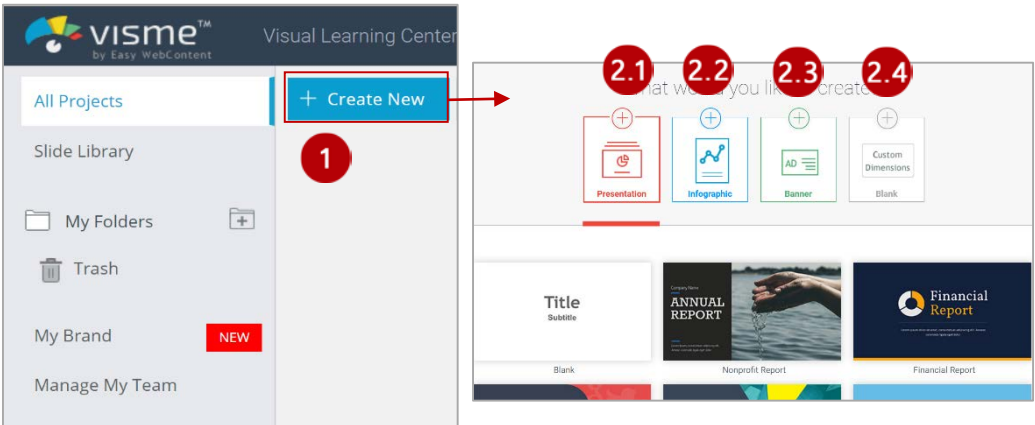 visme™
by Easy WebContent
Visual Learning Center
All Projects
Slide Library
My Folders
Trash
My Brand
NEW
Manage My Team
+ Create New
1
2.1
2.2
2.3
2.4
you
create
Presentation
Infographic
AD
Banner
Custom
Dimensions
Blank
Title
Subtitle
Blank
Company Name
ANNUAL
REPORT
Nonprofit Report
Financial
Report
Financial Report